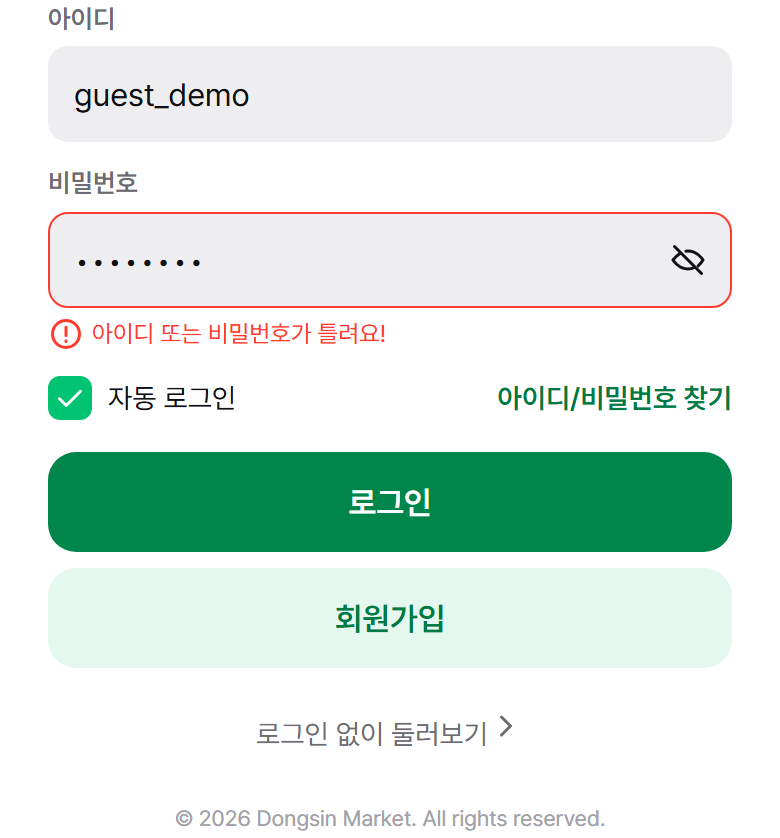 아이디
guest_demo
비밀번호
••••••••
아이디 또는 비밀번호가 틀려요!
자동 로그인
아이디/비밀번호 찾기
로그인
회원가입
로그인 없이 둘러보기
© 2026 Dongsin Market. All rights reserved.